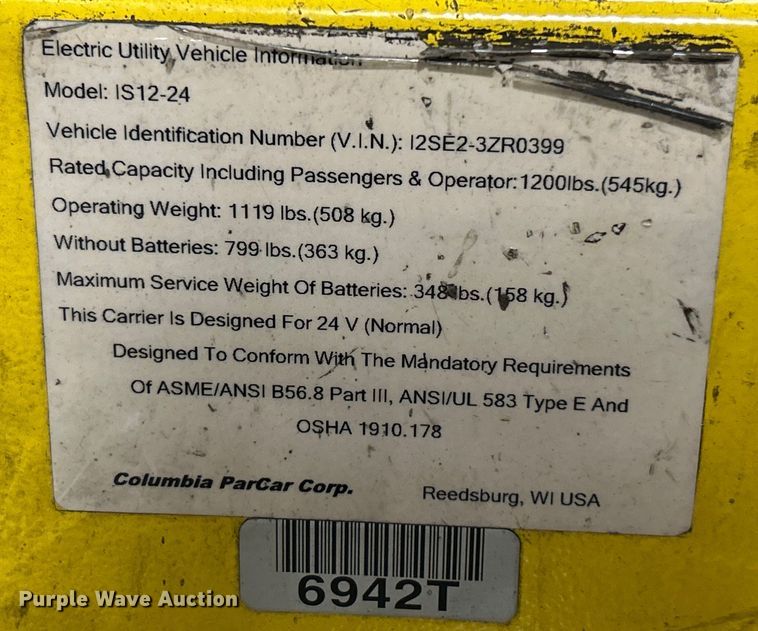 Electric Utility Vehicle Information
Model: IS12-24
Vehicle Identification Number (V.I.N.): I2SE2-3ZR0399
Rated Capacity Including Passengers & Operator:1200lbs.(545kg.)
Operating Weight: 1119 lbs.(508 kg.)
Without Batteries: 799 lbs.(363 kg.)
Maximum Service Weight Of Batteries: 348 lbs.(158 kg.)
This Carrier Is Designed For 24 V (Normal)
Designed To Conform With The Mandatory Requirements
Of ASME/ANSI B56.8 Part III, ANSI/UL 583 Type E And
OSHA 1910.178
Columbia ParCar Corp. Reedsburg, WI USA
6942T
Purple Wave Auction